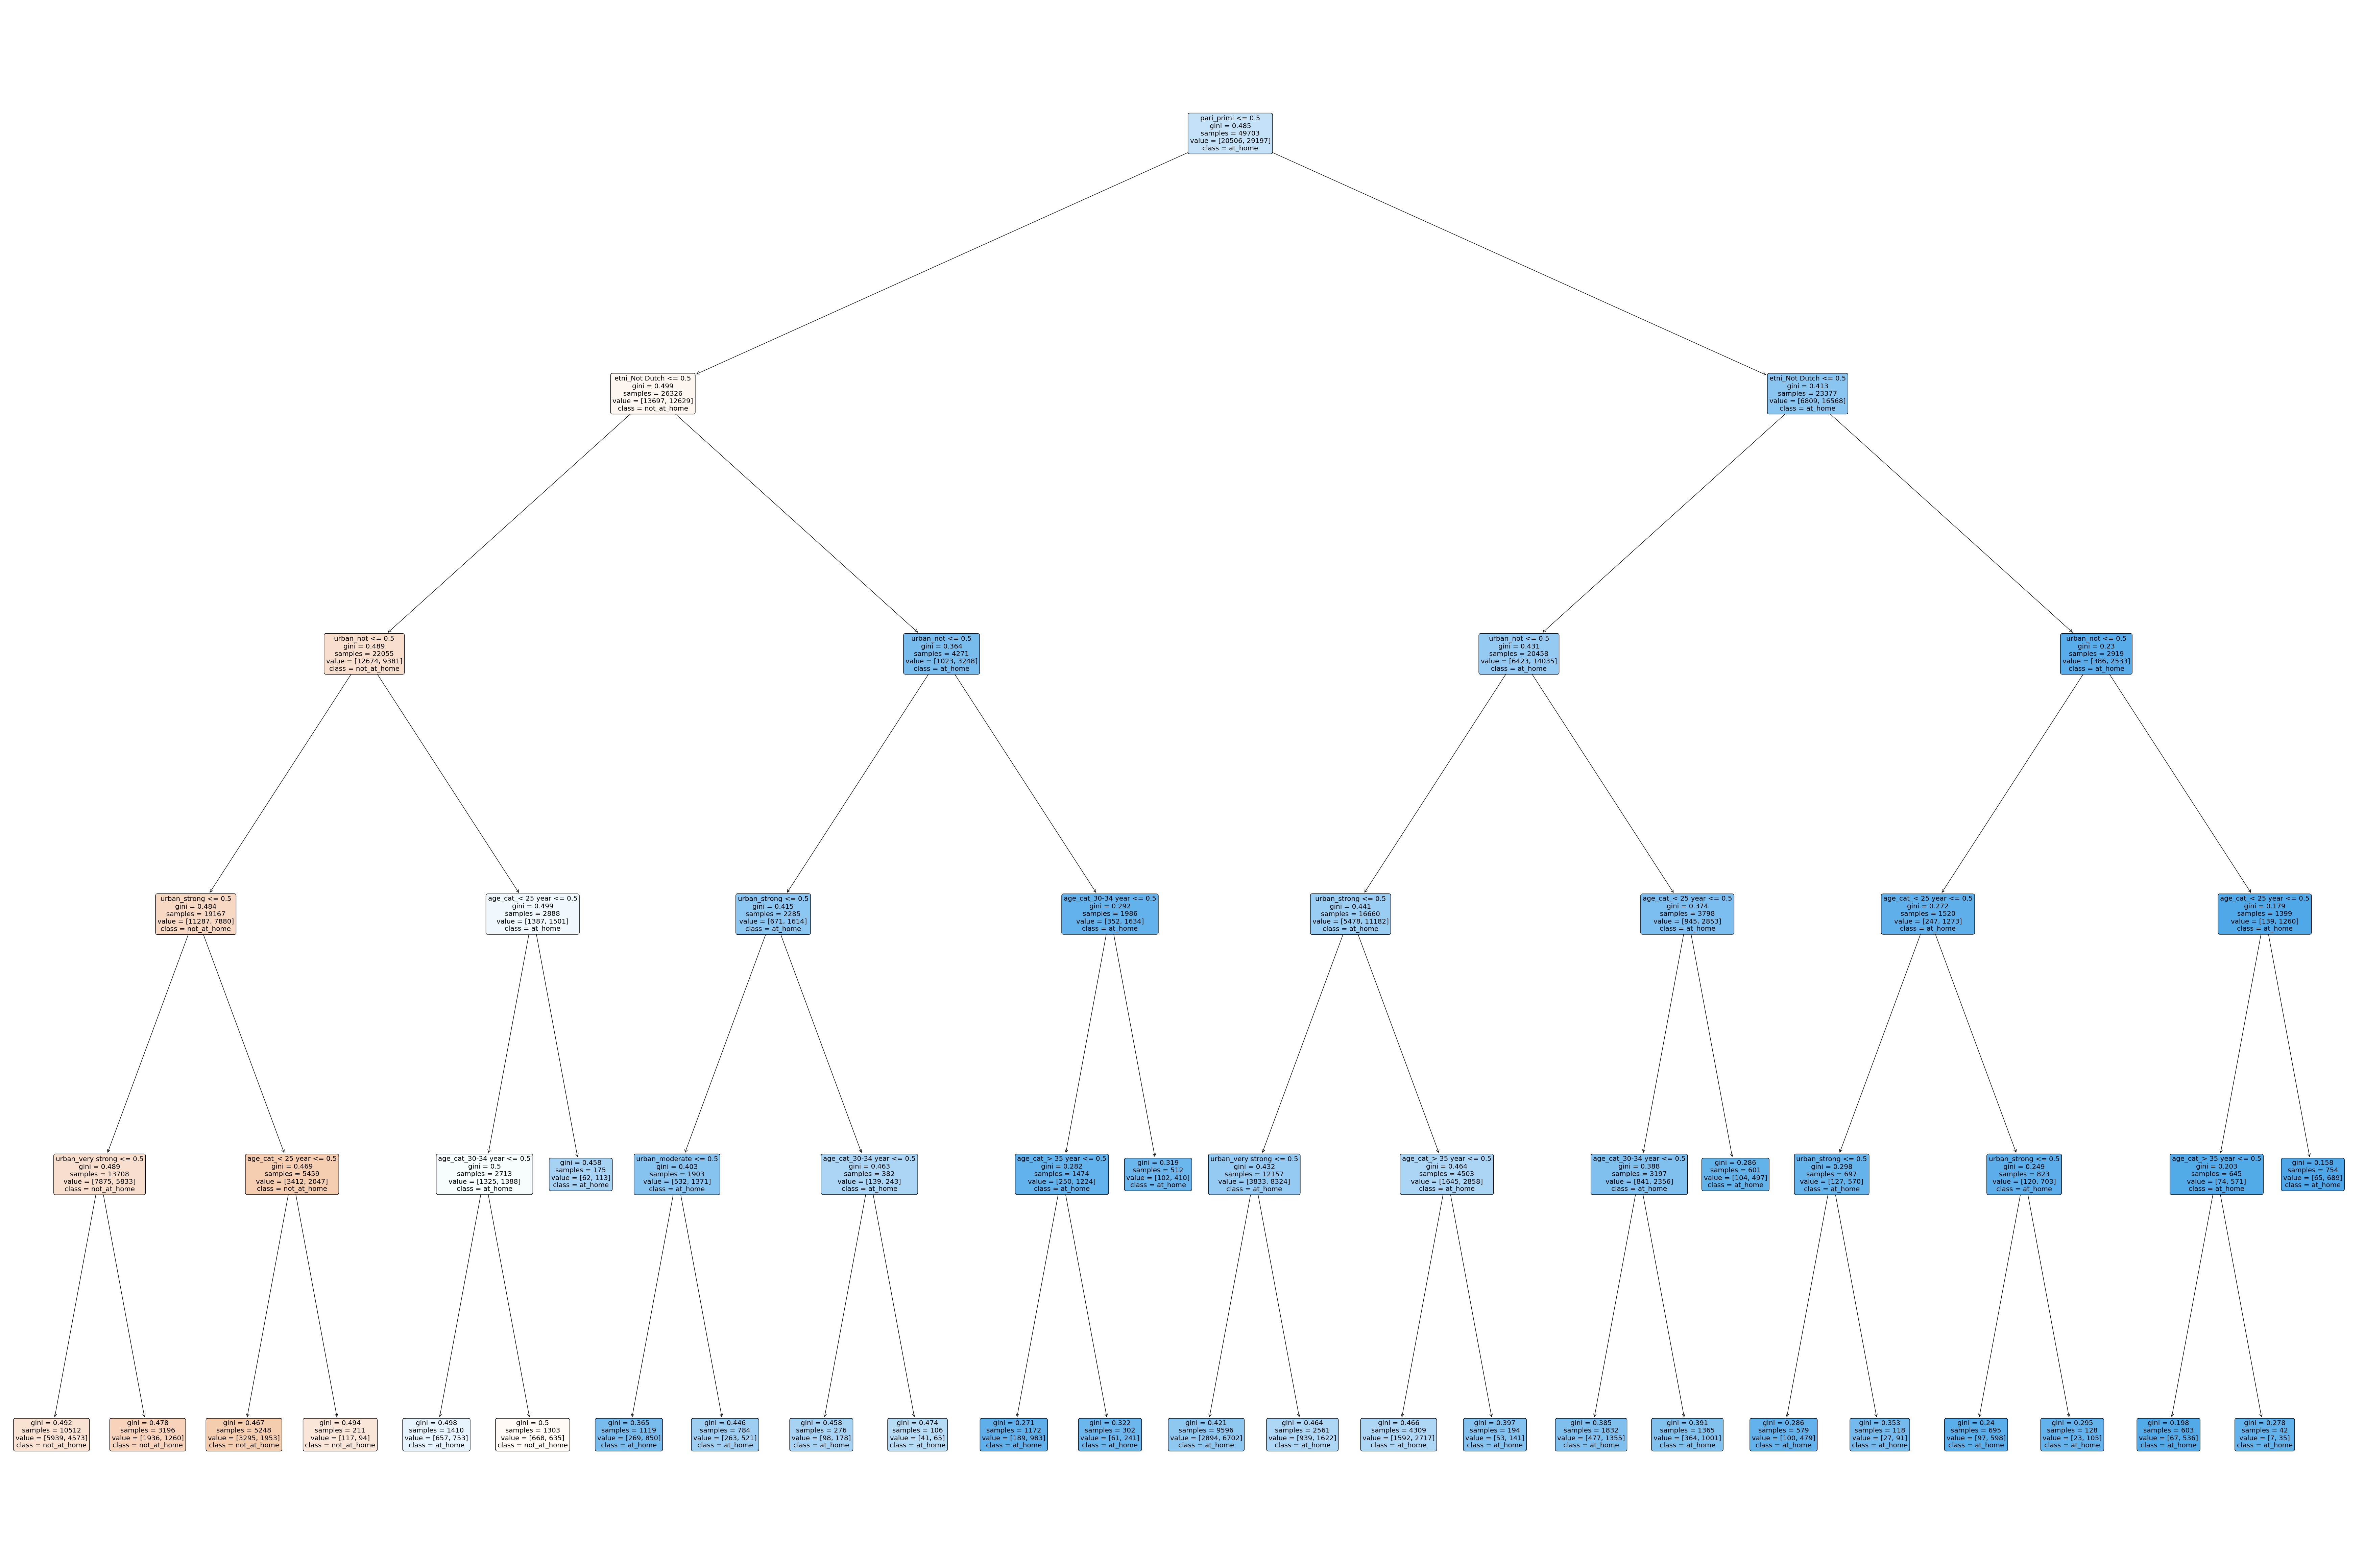 pari_primi <= 0.5
gini = 0.485
samples = 49703
value = [20506, 29197]
class = at_home
etni_Not Dutch <= 0.5
gini = 0.499
samples = 26326
value = [13697, 12629]
class = not_at_home
etni_Not Dutch <= 0.5
gini = 0.413
samples = 23377
value = [6809, 16568]
class = at_home
urban_not <= 0.5
gini = 0.489
samples = 22055
value = [12674, 9381]
class = not_at_home
urban_not <= 0.5
gini = 0.364
samples = 4271
value = [1023, 3248]
class = at_home
urban_not <= 0.5
gini = 0.431
samples = 20458
value = [6423, 14035]
class = at_home
urban_not <= 0.5
gini = 0.23
samples = 2919
value = [386, 2533]
class = at_home
urban_strong <= 0.5
gini = 0.484
samples = 19167
value = [11287, 7880]
class = not_at_home
age_cat_< 25 year <= 0.5
gini = 0.499
samples = 2888
value = [1387, 1501]
class = at_home
urban_strong <= 0.5
gini = 0.415
samples = 2285
value = [671, 1614]
class = at_home
age_cat_30-34 year <= 0.5
gini = 0.292
samples = 1986
value = [352, 1634]
class = at_home
urban_strong <= 0.5
gini = 0.441
samples = 16660
value = [5478, 11182]
class = at_home
age_cat_< 25 year <= 0.5
gini = 0.374
samples = 3798
value = [945, 2853]
class = at_home
age_cat_< 25 year <= 0.5
gini = 0.272
samples = 1520
value = [247, 1273]
class = at_home
age_cat_< 25 year <= 0.5
gini = 0.179
samples = 1399
value = [139, 1260]
class = at_home
urban_very strong <= 0.5
gini = 0.489
samples = 13708
value = [7875, 5833]
class = not_at_home
age_cat_< 25 year <= 0.5
gini = 0.469
samples = 5459
value = [3412, 2047]
class = not_at_home
age_cat_30-34 year <= 0.5
gini = 0.5
samples = 2713
value = [1325, 1388]
class = at_home
gini = 0.458
samples = 175
value = [62, 113]
class = at_home
urban_moderate <= 0.5
gini = 0.403
samples = 1903
value = [532, 1371]
class = at_home
age_cat_30-34 year <= 0.5
gini = 0.463
samples = 382
value = [139, 243]
class = at_home
age_cat_> 35 year <= 0.5
gini = 0.282
samples = 1474
value = [250, 1224]
class = at_home
gini = 0.319
samples = 512
value = [102, 410]
class = at_home
urban_very strong <= 0.5
gini = 0.432
samples = 12157
value = [3833, 8324]
class = at_home
age_cat_> 35 year <= 0.5
gini = 0.464
samples = 4503
value = [1645, 2858]
class = at_home
age_cat_30-34 year <= 0.5
gini = 0.388
samples = 3197
value = [841, 2356]
class = at_home
gini = 0.286
samples = 601
value = [104, 497]
class = at_home
urban_strong <= 0.5
gini = 0.298
samples = 697
value = [127, 570]
class = at_home
urban_strong <= 0.5
gini = 0.249
samples = 823
value = [120, 703]
class = at_home
age_cat_> 35 year <= 0.5
gini = 0.203
samples = 645
value = [74, 571]
class = at_home
gini = 0.158
samples = 754
value = [65, 689]
class = at_home
gini = 0.492
samples = 10512
value = [5939, 4573]
class = not_at_home
gini = 0.478
samples = 3196
value = [1936, 1260]
class = not_at_home
gini = 0.467
samples = 5248
value = [3295, 1953]
class = not_at_home
gini = 0.494
samples = 211
value = [117, 94]
class = not_at_home
gini = 0.498
samples = 1410
value = [657, 753]
class = at_home
gini = 0.5
samples = 1303
value = [668, 635]
class = not_at_home
gini = 0.365
samples = 1119
value = [269, 850]
class = at_home
gini = 0.446
samples = 784
value = [263, 521]
class = at_home
gini = 0.458
samples = 276
value = [98, 178]
class = at_home
gini = 0.474
samples = 106
value = [41, 65]
class = at_home
gini = 0.271
samples = 1172
value = [189, 983]
class = at_home
gini = 0.322
samples = 302
value = [61, 241]
class = at_home
gini = 0.421
samples = 9596
value = [2894, 6702]
class = at_home
gini = 0.464
samples = 2561
value = [939, 1622]
class = at_home
gini = 0.466
samples = 4309
value = [1592, 2717]
class = at_home
gini = 0.397
samples = 194
value = [53, 141]
class = at_home
gini = 0.385
samples = 1832
value = [477, 1355]
class = at_home
gini = 0.391
samples = 1365
value = [364, 1001]
class = at_home
gini = 0.286
samples = 579
value = [100, 479]
class = at_home
gini = 0.353
samples = 118
value = [27, 91]
class = at_home
gini = 0.24
samples = 695
value = [97, 598]
class = at_home
gini = 0.295
samples = 128
value = [23, 105]
class = at_home
gini = 0.198
samples = 603
value = [67, 536]
class = at_home
gini = 0.278
samples = 42
value = [7, 35]
class = at_home